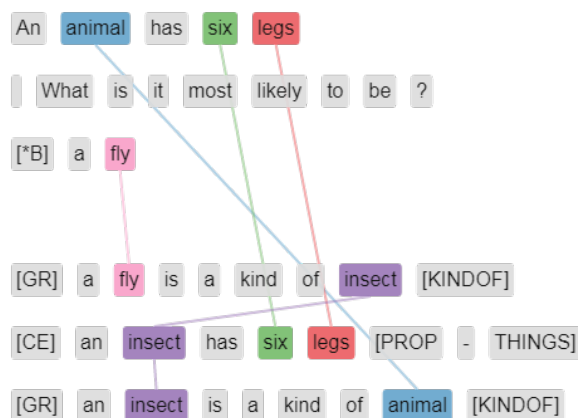 An animal has six legs
What is it most likely to be ?
[*B] a fly
[GR] a fly is a kind of insect [KINDOF]
[CE] an insect has six legs [PROP - THINGS]
[GR] an insect is a kind of animal [KINDOF]